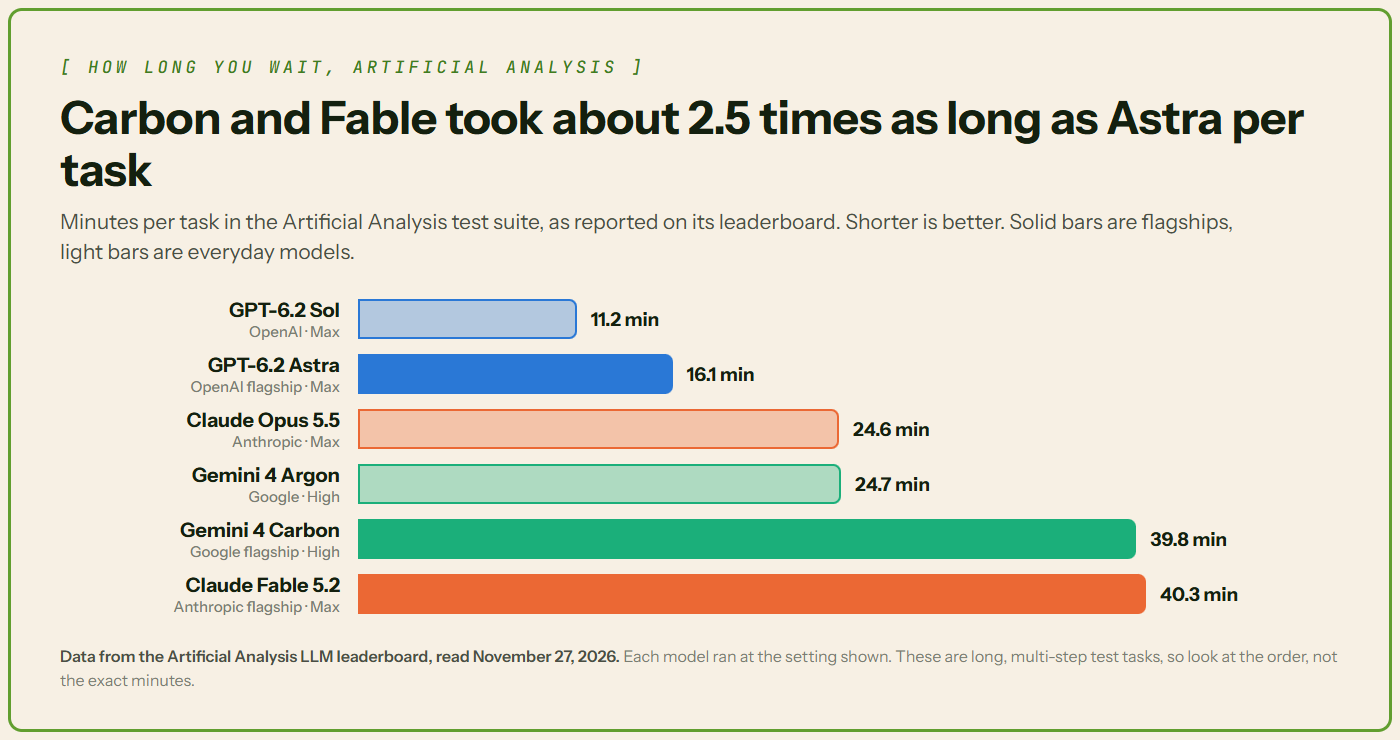 [ HOW LONG YOU WAIT, ARTIFICIAL ANALYSIS ]
Carbon and Fable took about 2.5 times as long as Astra per
task
Minutes per task in the Artificial Analysis test suite, as reported on its leaderboard. Shorter is better. Solid bars are flagships,
light bars are everyday models.
GPT-6.2 Sol
OpenAI · Max
11.2 min
GPT-6.2 Astra
OpenAI flagship · Max
16.1 min
Claude Opus 5.5
Anthropic · Max
24.6 min
Gemini 4 Argon
Google · High
24.7 min
Gemini 4 Carbon
Google flagship · High
39.8 min
Claude Fable 5.2
Anthropic flagship · Max
40.3 min
Data from the Artificial Analysis LLM leaderboard, read November 27, 2026. Each model ran at the setting shown. These are long, multi-step test tasks, so look at the order, not
the exact minutes.